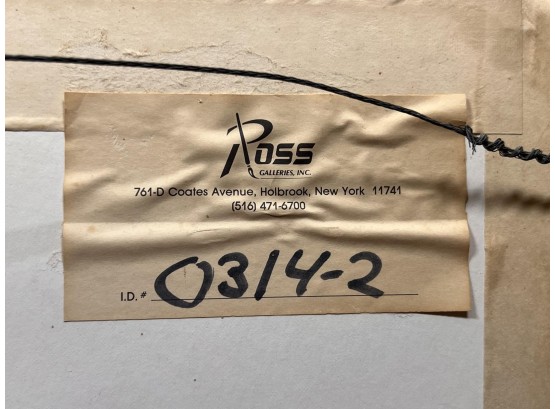 Ross
GALLERIES, INC.
761-D Coates Avenue, Holbrook, New York 11741
(516) 471-6700
I.D. # 0314-2